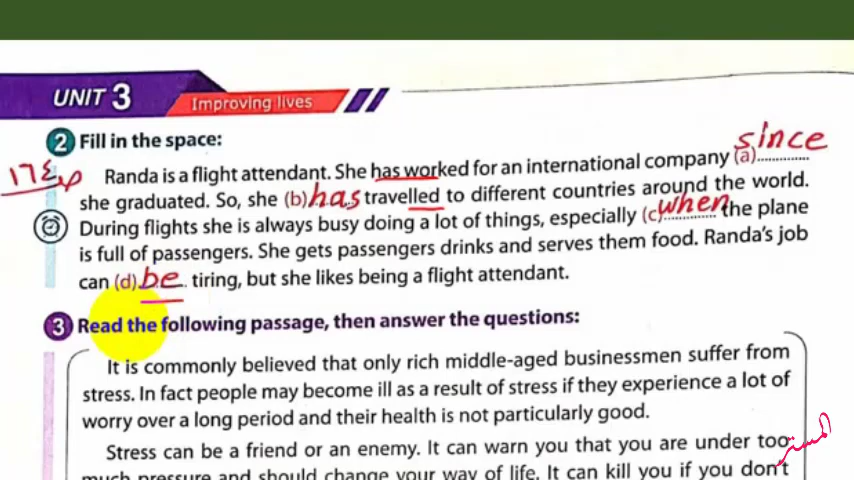 UNIT 3
Improving lives
2 Fill in the space:
١٧٤ ص
Randa is a flight attendant. She has worked for an international company (a) since
she graduated. So, she (b) has travelled to different countries around the world.
During flights she is always busy doing a lot of things, especially (c) when the plane
is full of passengers. She gets passengers drinks and serves them food. Randa's job
can (d) be tiring, but she likes being a flight attendant.
3 Read the following passage, then answer the questions:
It is commonly believed that only rich middle-aged businessmen suffer from
stress. In fact people may become ill as a result of stress if they experience a lot of
worry over a long period and their health is not particularly good.
Stress can be a friend or an enemy. It can warn you that you are under too
much pressure and should change your way of life. It can kill you if you don't
المستر